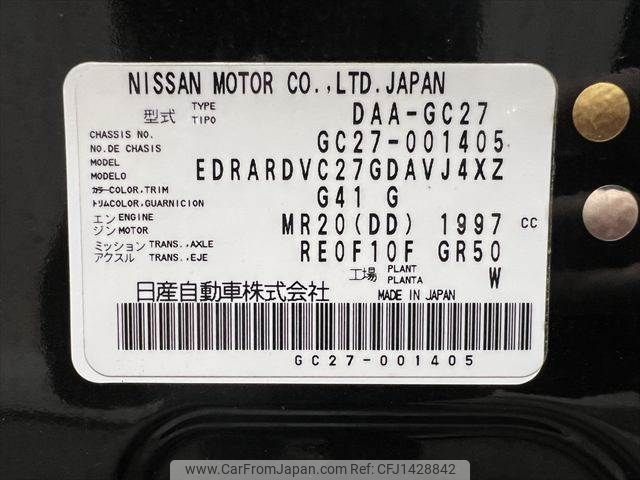 NISSAN MOTOR CO.,LTD.JAPAN
型式 TYPE TIPO DAA-GC27
CHASSIS NO. NO.DE CHASIS GC27-001405
MODEL MODELO EDRARDVC27GDAVJ4XZ
カラー COLOR,TRIM トリム COLOR,GUARNICION G41 G
エンジン ENGINE MOTOR MR20(DD) 1997 CC
ミッション アクスル TRANS.,AXLE TRANS.,EJE RE0F10F GR50
工場 PLANT PLANTA W
日産自動車株式会社 MADE IN JAPAN
GC27-001405
www.CarFromJapan.com | CarFromJapan ID: CFJ1428842